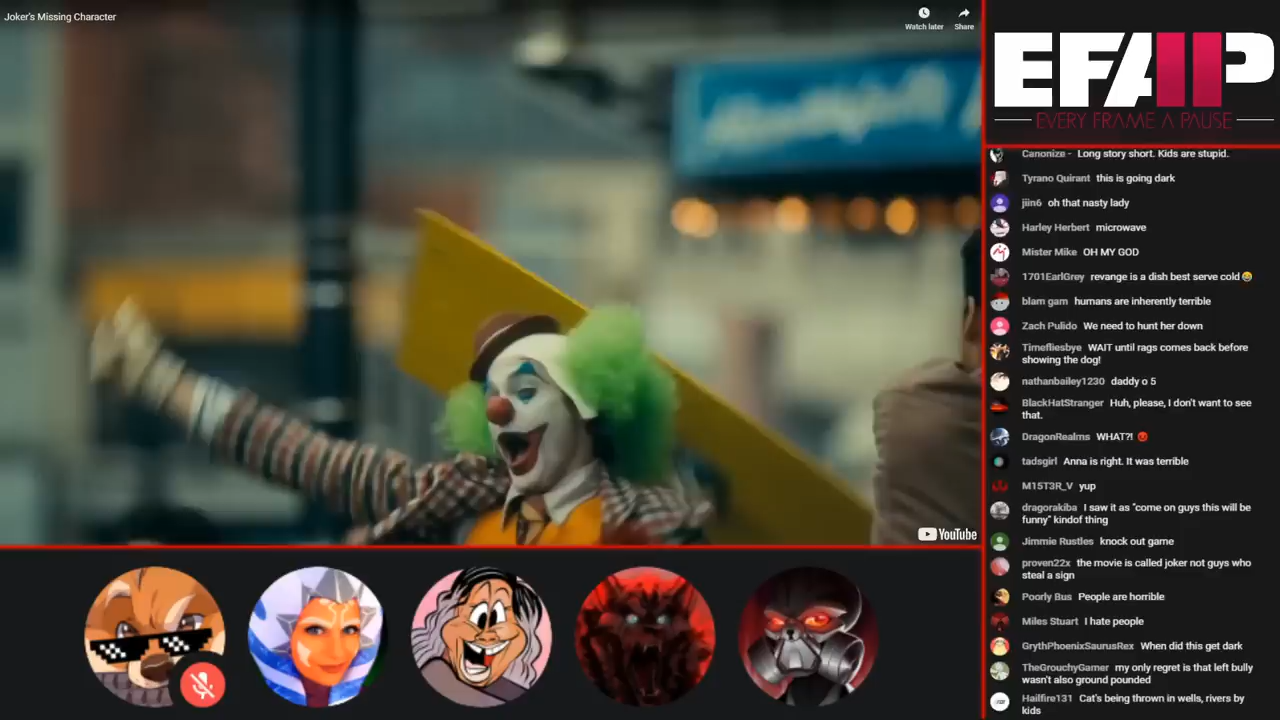 Joker's Missing Character
Watch later
Share
YouTube
EFAP
EVERY FRAME A PAUSE
Canonize - Long story short. Kids are stupid.
Tyrano Quirant this is going dark
jiin6 oh that nasty lady
Harley Herbert microwave
Mister Mike OH MY GOD
1701EarlGrey revange is a dish best serve cold 😂
blam gam humans are inherently terrible
Zach Pulido We need to hunt her down
Timefliesbye WAIT until rags comes back before
showing the dog!
nathanbailey1230 daddy o 5
BlackHatStranger Huh, please, I don't want to see
that.
DragonRealms WHAT?! 😡
tadsgirl Anna is right. It was terrible
M15T3R_V yup
dragorakiba I saw it as "come on guys this will be
funny" kindof thing
Jimmie Rustles knock out game
proven22x the movie is called joker not guys who
steal a sign
Poorly Bus People are horrible
Miles Stuart I hate people
GrythPhoenixSaurusRex When did this get dark
TheGrouchyGamer my only regret is that left bully
wasn't also ground pounded
Hailfire131 Cat's being thrown in wells, rivers by
kids